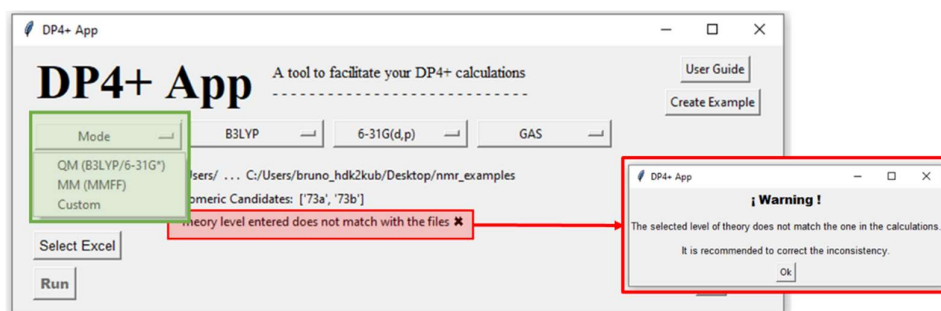 DP4+ App
DP4+ App
A tool to facilitate your DP4+ calculations
User Guide
Create Example
Mode
B3LYP
6-31G(d,p)
GAS
QM (B3LYP/6-31G*)
MM (MMFF)
Custom
sers/ ... C:/Users/bruno_hdk2kub/Desktop/nmr_examples
omeric Candidates: ['73a', '73b']
Theory level entered does not match with the files ✖
Select Excel
Run
DP4+ App
¡ Warning !
The selected level of theory does not match the one in the calculations.
It is recommended to correct the inconsistency.
Ok